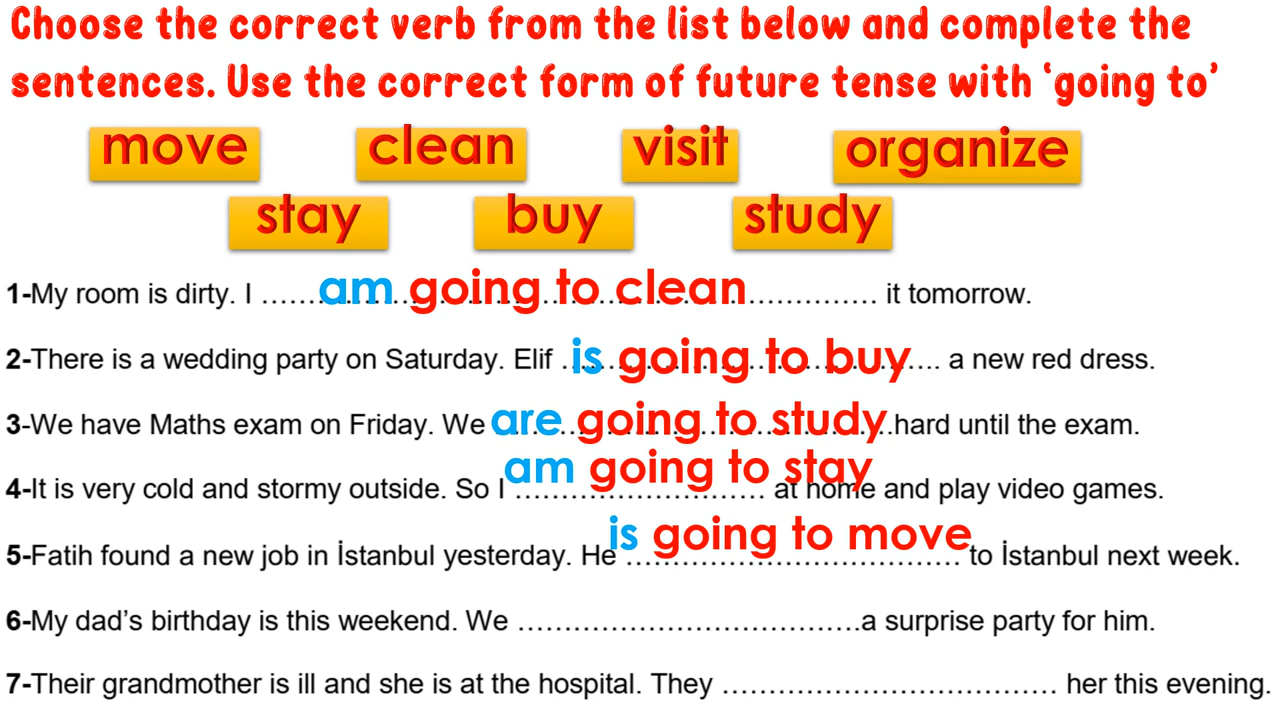 Choose the correct verb from the list below and complete the
sentences. Use the correct form of future tense with ‘going to’
move clean visit organize
stay buy study
1-My room is dirty. I ……am going to clean…………… it tomorrow.
2-There is a wedding party on Saturday. Elif …is going to buy…. a new red dress.
3-We have Maths exam on Friday. We are going to study hard until the exam.
4-It is very cold and stormy outside. So I am going to stay at home and play video games.
5-Fatih found a new job in İstanbul yesterday. He is going to move to İstanbul next week.
6-My dad’s birthday is this weekend. We ……………………………….a surprise party for him.
7-Their grandmother is ill and she is at the hospital. They ……………………………… her this evening.